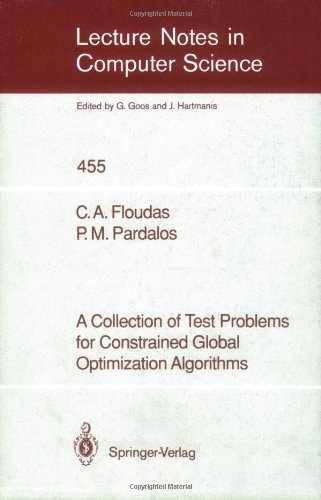 Lecture Notes in
Computer Science
Edited by G. Goos and J. Hartmanis
455
C.A. Floudas
P.M. Pardalos
A Collection of Test Problems
for Constrained Global
Optimization Algorithms
Springer-Verlag